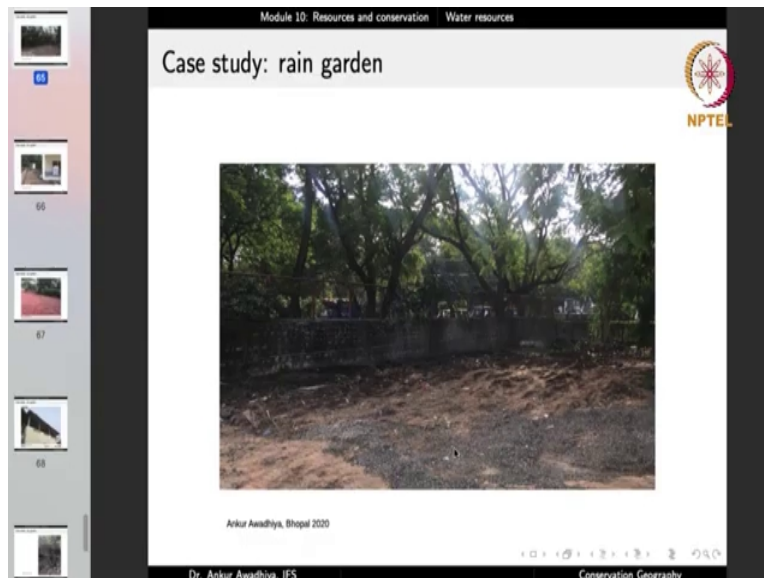 Module 10: Resources and conservation Water resources
Case study: rain garden
NPTEL
65
66
67
68
Ankur Awadhiya, Bhopal 2020
Dr. Ankur Awadhiya, IFS Conservation Geography